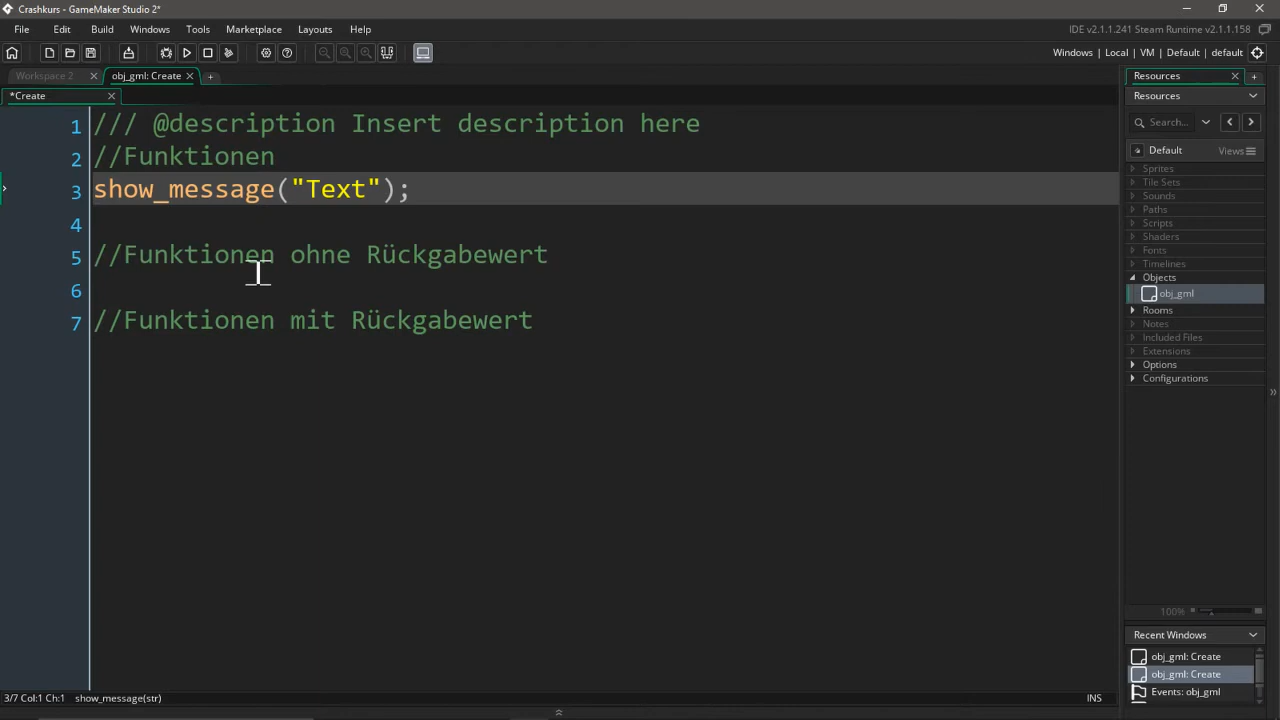 Crashkurs - GameMaker Studio 2*
File Edit Build Windows Tools Marketplace Layouts Help
IDE v2.1.1.241 Steam Runtime v2.1.1.158
Windows | Local | VM | Default | default
Workspace 2
obj_gml: Create
*Create
1 /// @description Insert description here
2 //Funktionen
3 show_message("Text");
4
5 //Funktionen ohne Rückgabewert
6
7 //Funktionen mit Rückgabewert
3/7 Col:1 Ch:1 show_message(str)
INS
Resources
Resources
Search...
Default Views
Sprites
Tile Sets
Sounds
Paths
Scripts
Shaders
Fonts
Timelines
Objects
obj_gml
Rooms
Notes
Included Files
Extensions
Options
Configurations
100%
Recent Windows
obj_gml: Create
obj_gml: Create
Events: obj_gml